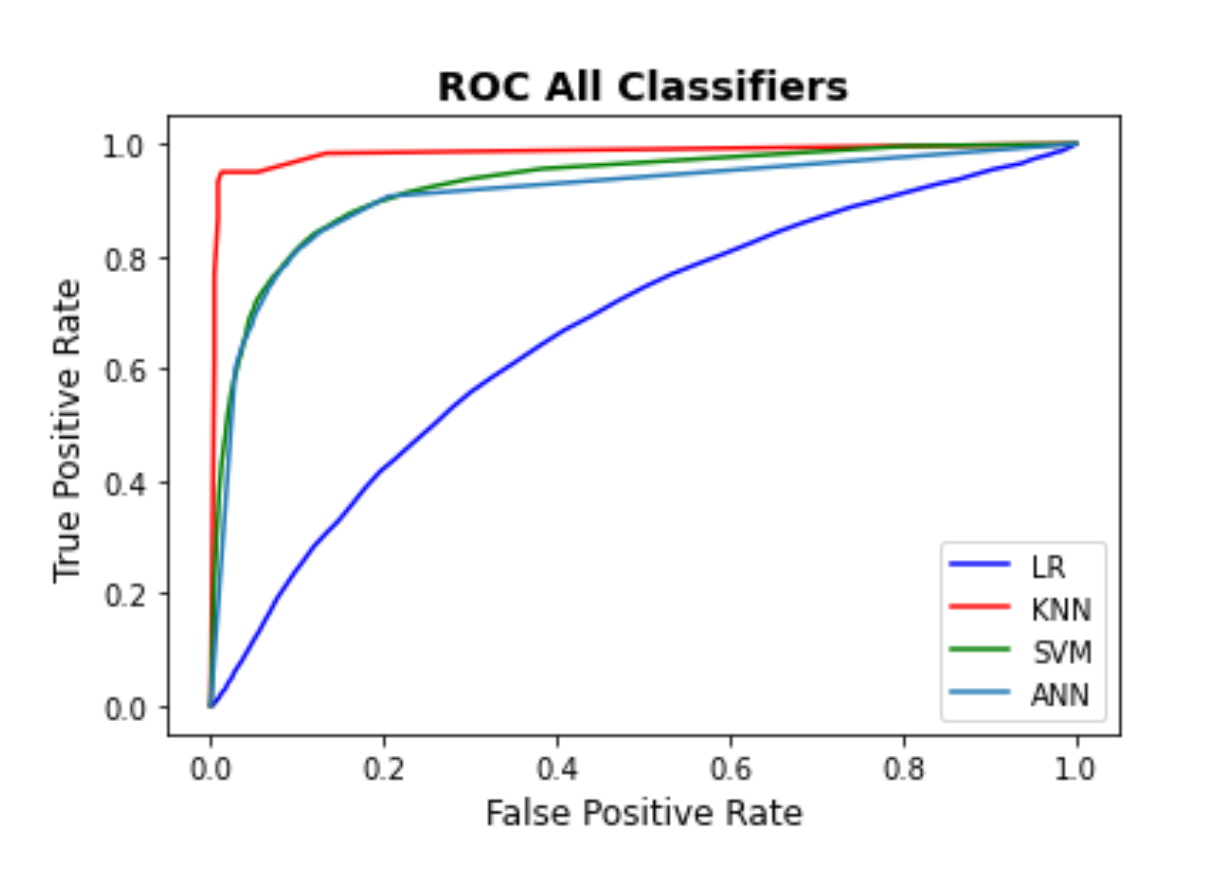 ROC All Classifiers
True Positive Rate
1.0
0.8
0.6
0.4
0.2
0.0
LR
KNN
SVM
ANN
0.0 0.2 0.4 0.6 0.8 1.0
False Positive Rate